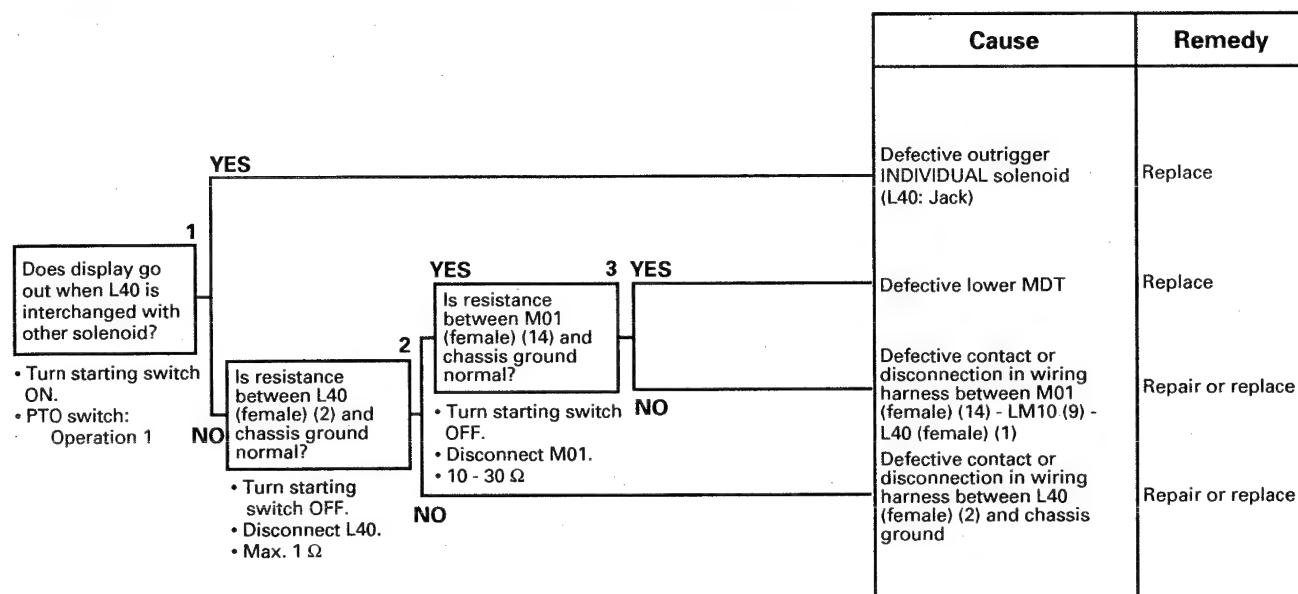 Cause
Remedy
YES
Defective outrigger
INDIVIDUAL solenoid
(L40: Jack)
Replace
1
Does display go
out when L40 is
interchanged with
other solenoid?
• Turn starting switch
ON.
• PTO switch:
Operation 1
NO
2
Is resistance
between L40
(female) (2) and
chassis ground
normal?
• Turn starting
switch OFF.
• Disconnect L40.
• Max. 1 Ω
YES
3
Is resistance
between M01
(female) (14) and
chassis ground
normal?
• Turn starting switch
OFF.
• Disconnect M01.
• 10 - 30 Ω
YES
Defective lower MDT
Replace
NO
Defective contact or
disconnection in wiring
harness between M01
(female) (14) - LM10 (9) -
L40 (female) (1)
Repair or replace
NO
Defective contact or
disconnection in wiring
harness between L40
(female) (2) and chassis
ground
Repair or replace